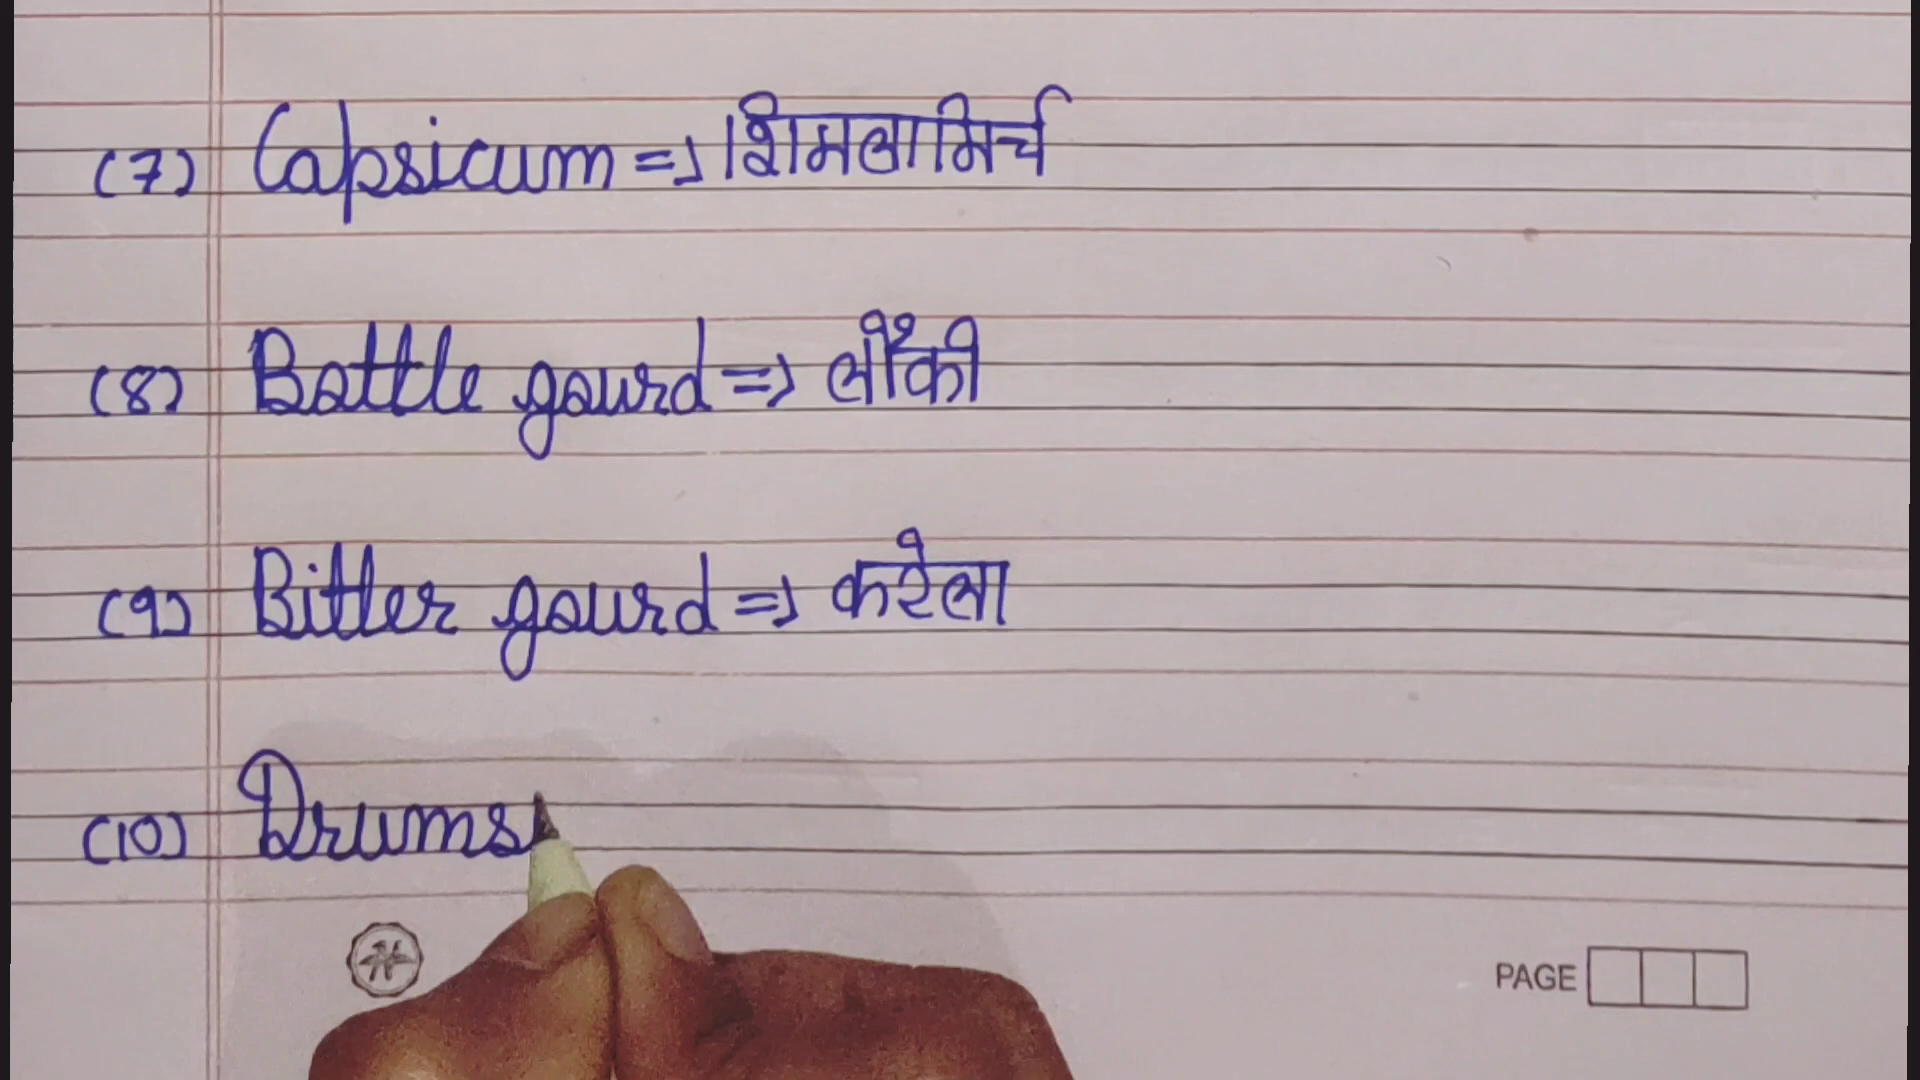 (7) Capsicum => शिमलामिर्च
(8) Bottle gourd => लौकी
(9) Bitter gourd => करेला
(10) Drums
PAGE